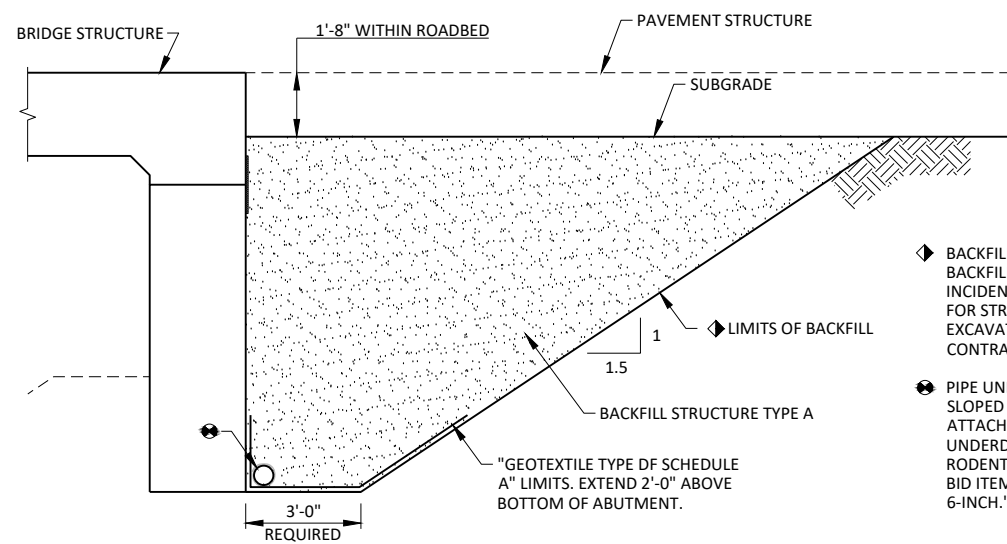 BRIDGE STRUCTURE
1'-8" WITHIN ROADBED
PAVEMENT STRUCTURE
SUBGRADE
LIMITS OF BACKFILL
1
1.5
BACKFILL STRUCTURE TYPE A
"GEOTEXTILE TYPE DF SCHEDULE
A" LIMITS. EXTEND 2'-0" ABOVE
BOTTOM OF ABUTMENT.
3'-0"
REQUIRED
BACKFIL
BACKFIL
INCIDEN
FOR STR
EXCAVAT
CONTRA
PIPE UN
SLOPED
ATTACH
UNDERD
RODENT
BID ITEM
6-INCH."